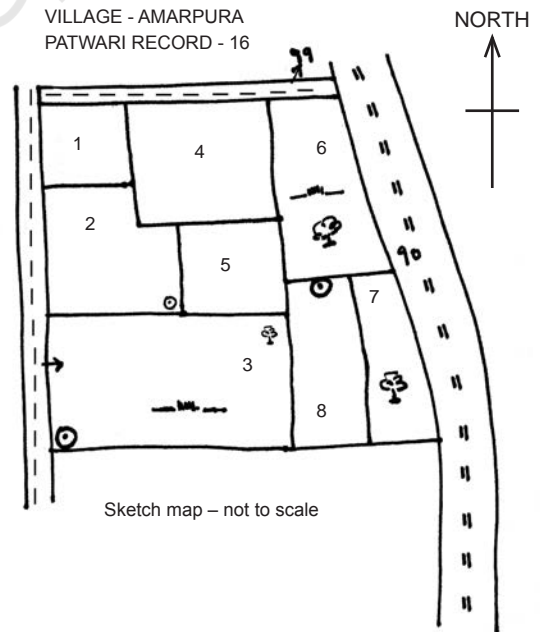 VILLAGE - AMARPURA
PATWARI RECORD - 16
NORTH
99
1
4
6
2
90
5
7
3
8
Sketch map – not to scale